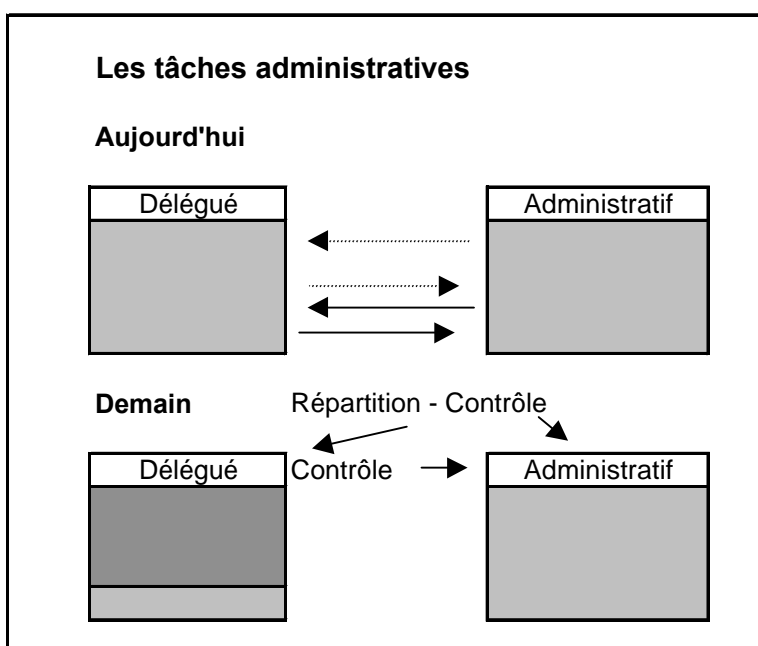 Les tâches administratives
Aujourd'hui
Délégué
Administratif
Demain
Répartition - Contrôle
Délégué
Contrôle
Administratif